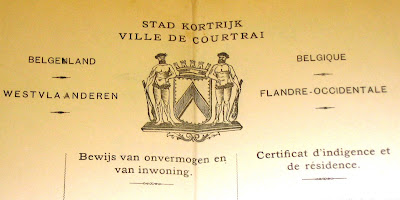 STAD KORTRIJK
VILLE DE COURTRAI
BELGENLAND
BELGIQUE
WESTVLAANDEREN
FLANDRE-OCCIDENTALE
Bewijs van onvermogen en
van inwoning.
Certificat d'indigence et
de résidence.